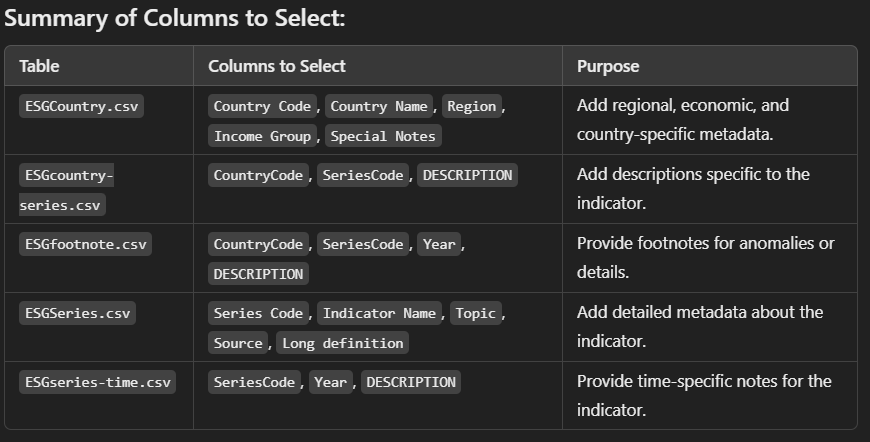 Summary of Columns to Select:
Table Columns to Select Purpose
ESGCountry.csv Country Code, Country Name, Region, Add regional, economic, and
Income Group, Special Notes country-specific metadata.
ESGcountry- CountryCode, SeriesCode, DESCRIPTION Add descriptions specific to the
series.csv indicator.
ESGfootnote.csv CountryCode, SeriesCode, Year, Provide footnotes for anomalies or
DESCRIPTION details.
ESGSeries.csv Series Code, Indicator Name, Topic, Add detailed metadata about the
Source, Long definition indicator.
ESGseries-time.csv SeriesCode, Year, DESCRIPTION Provide time-specific notes for the
indicator.